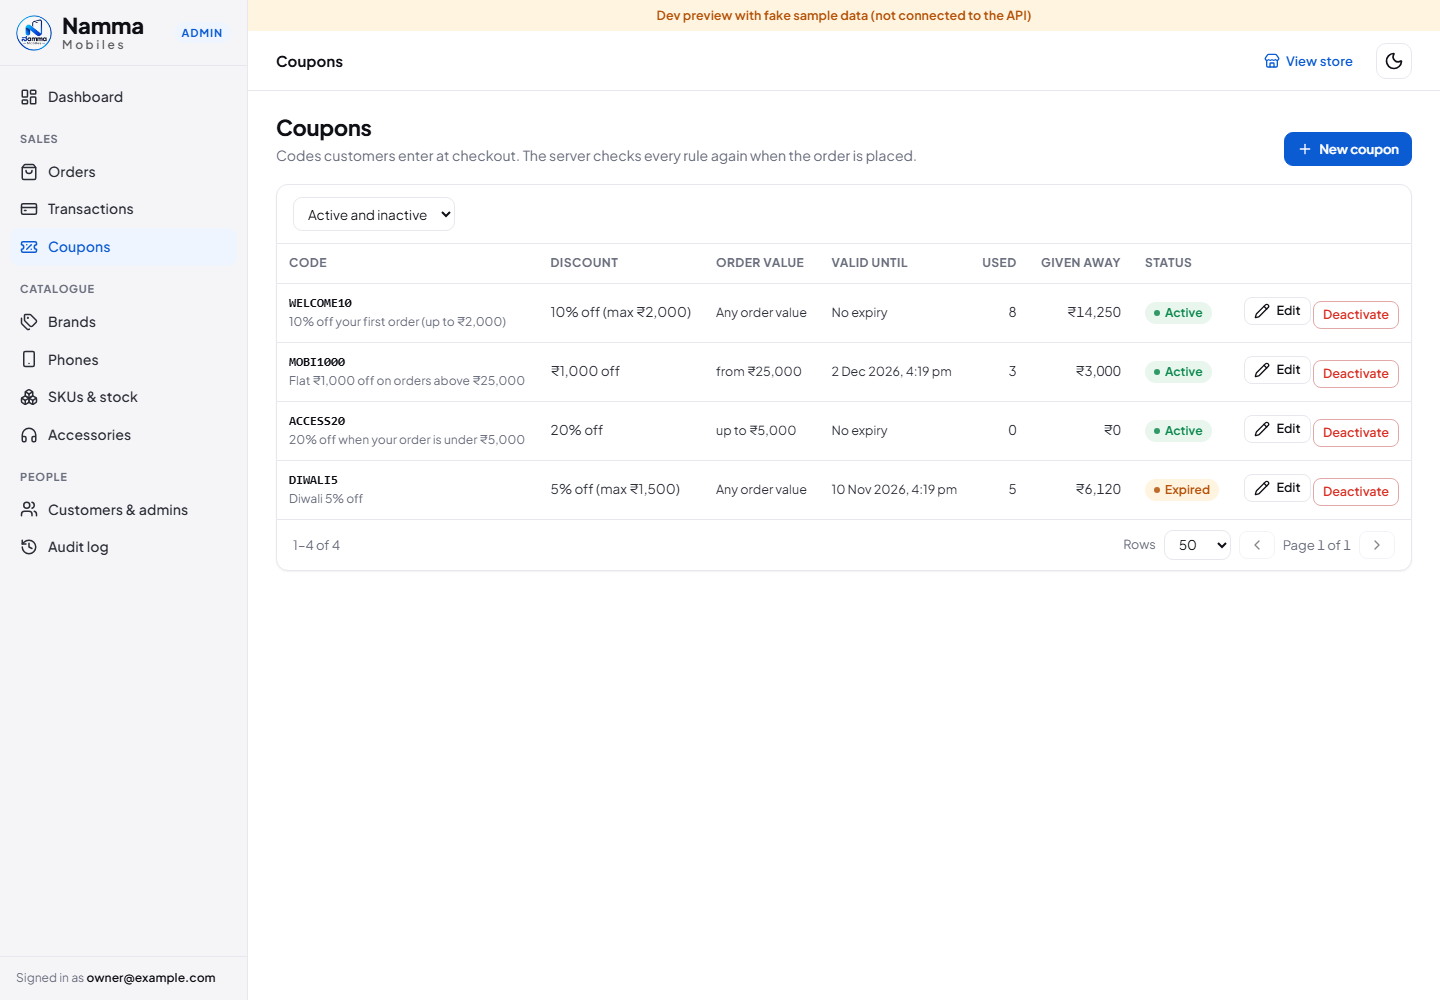 Namma
Mobiles
ADMIN
Dashboard
SALES
Orders
Transactions
Coupons
CATALOGUE
Brands
Phones
SKUs & stock
Accessories
PEOPLE
Customers & admins
Audit log
Signed in as owner@example.com
Dev preview with fake sample data (not connected to the API)
Coupons
View store
Coupons
Codes customers enter at checkout. The server checks every rule again when the order is placed.
New coupon
Active and inactive
CODE DISCOUNT ORDER VALUE VALID UNTIL USED GIVEN AWAY STATUS
WELCOME10
10% off your first order (up to ₹2,000)
10% off (max ₹2,000) Any order value No expiry 8 ₹14,250 Active Edit Deactivate
MOBI1000
Flat ₹1,000 off on orders above ₹25,000
₹1,000 off from ₹25,000 2 Dec 2026, 4:19 pm 3 ₹3,000 Active Edit Deactivate
ACCESS20
20% off when your order is under ₹5,000
20% off up to ₹5,000 No expiry 0 ₹0 Active Edit Deactivate
DIWALI5
Diwali 5% off
5% off (max ₹1,500) Any order value 10 Nov 2026, 4:19 pm 5 ₹6,120 Expired Edit Deactivate
1–4 of 4
Rows 50 Page 1 of 1